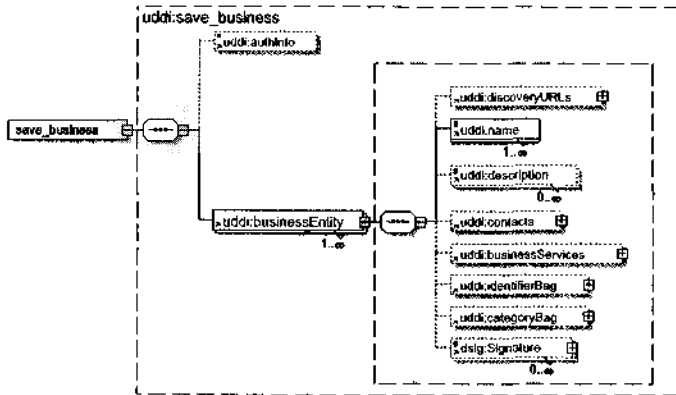 uddi:save_business
uddi:authInfo
uddi:discoveryURLs
save_business
uddi:name
1..∞
uddi:description
0..∞
uddi:businessEntity
1..∞
uddi:contacts
uddi:businessServices
uddi:identifierBag
uddi:categoryBag
dsig:Signature
0..∞